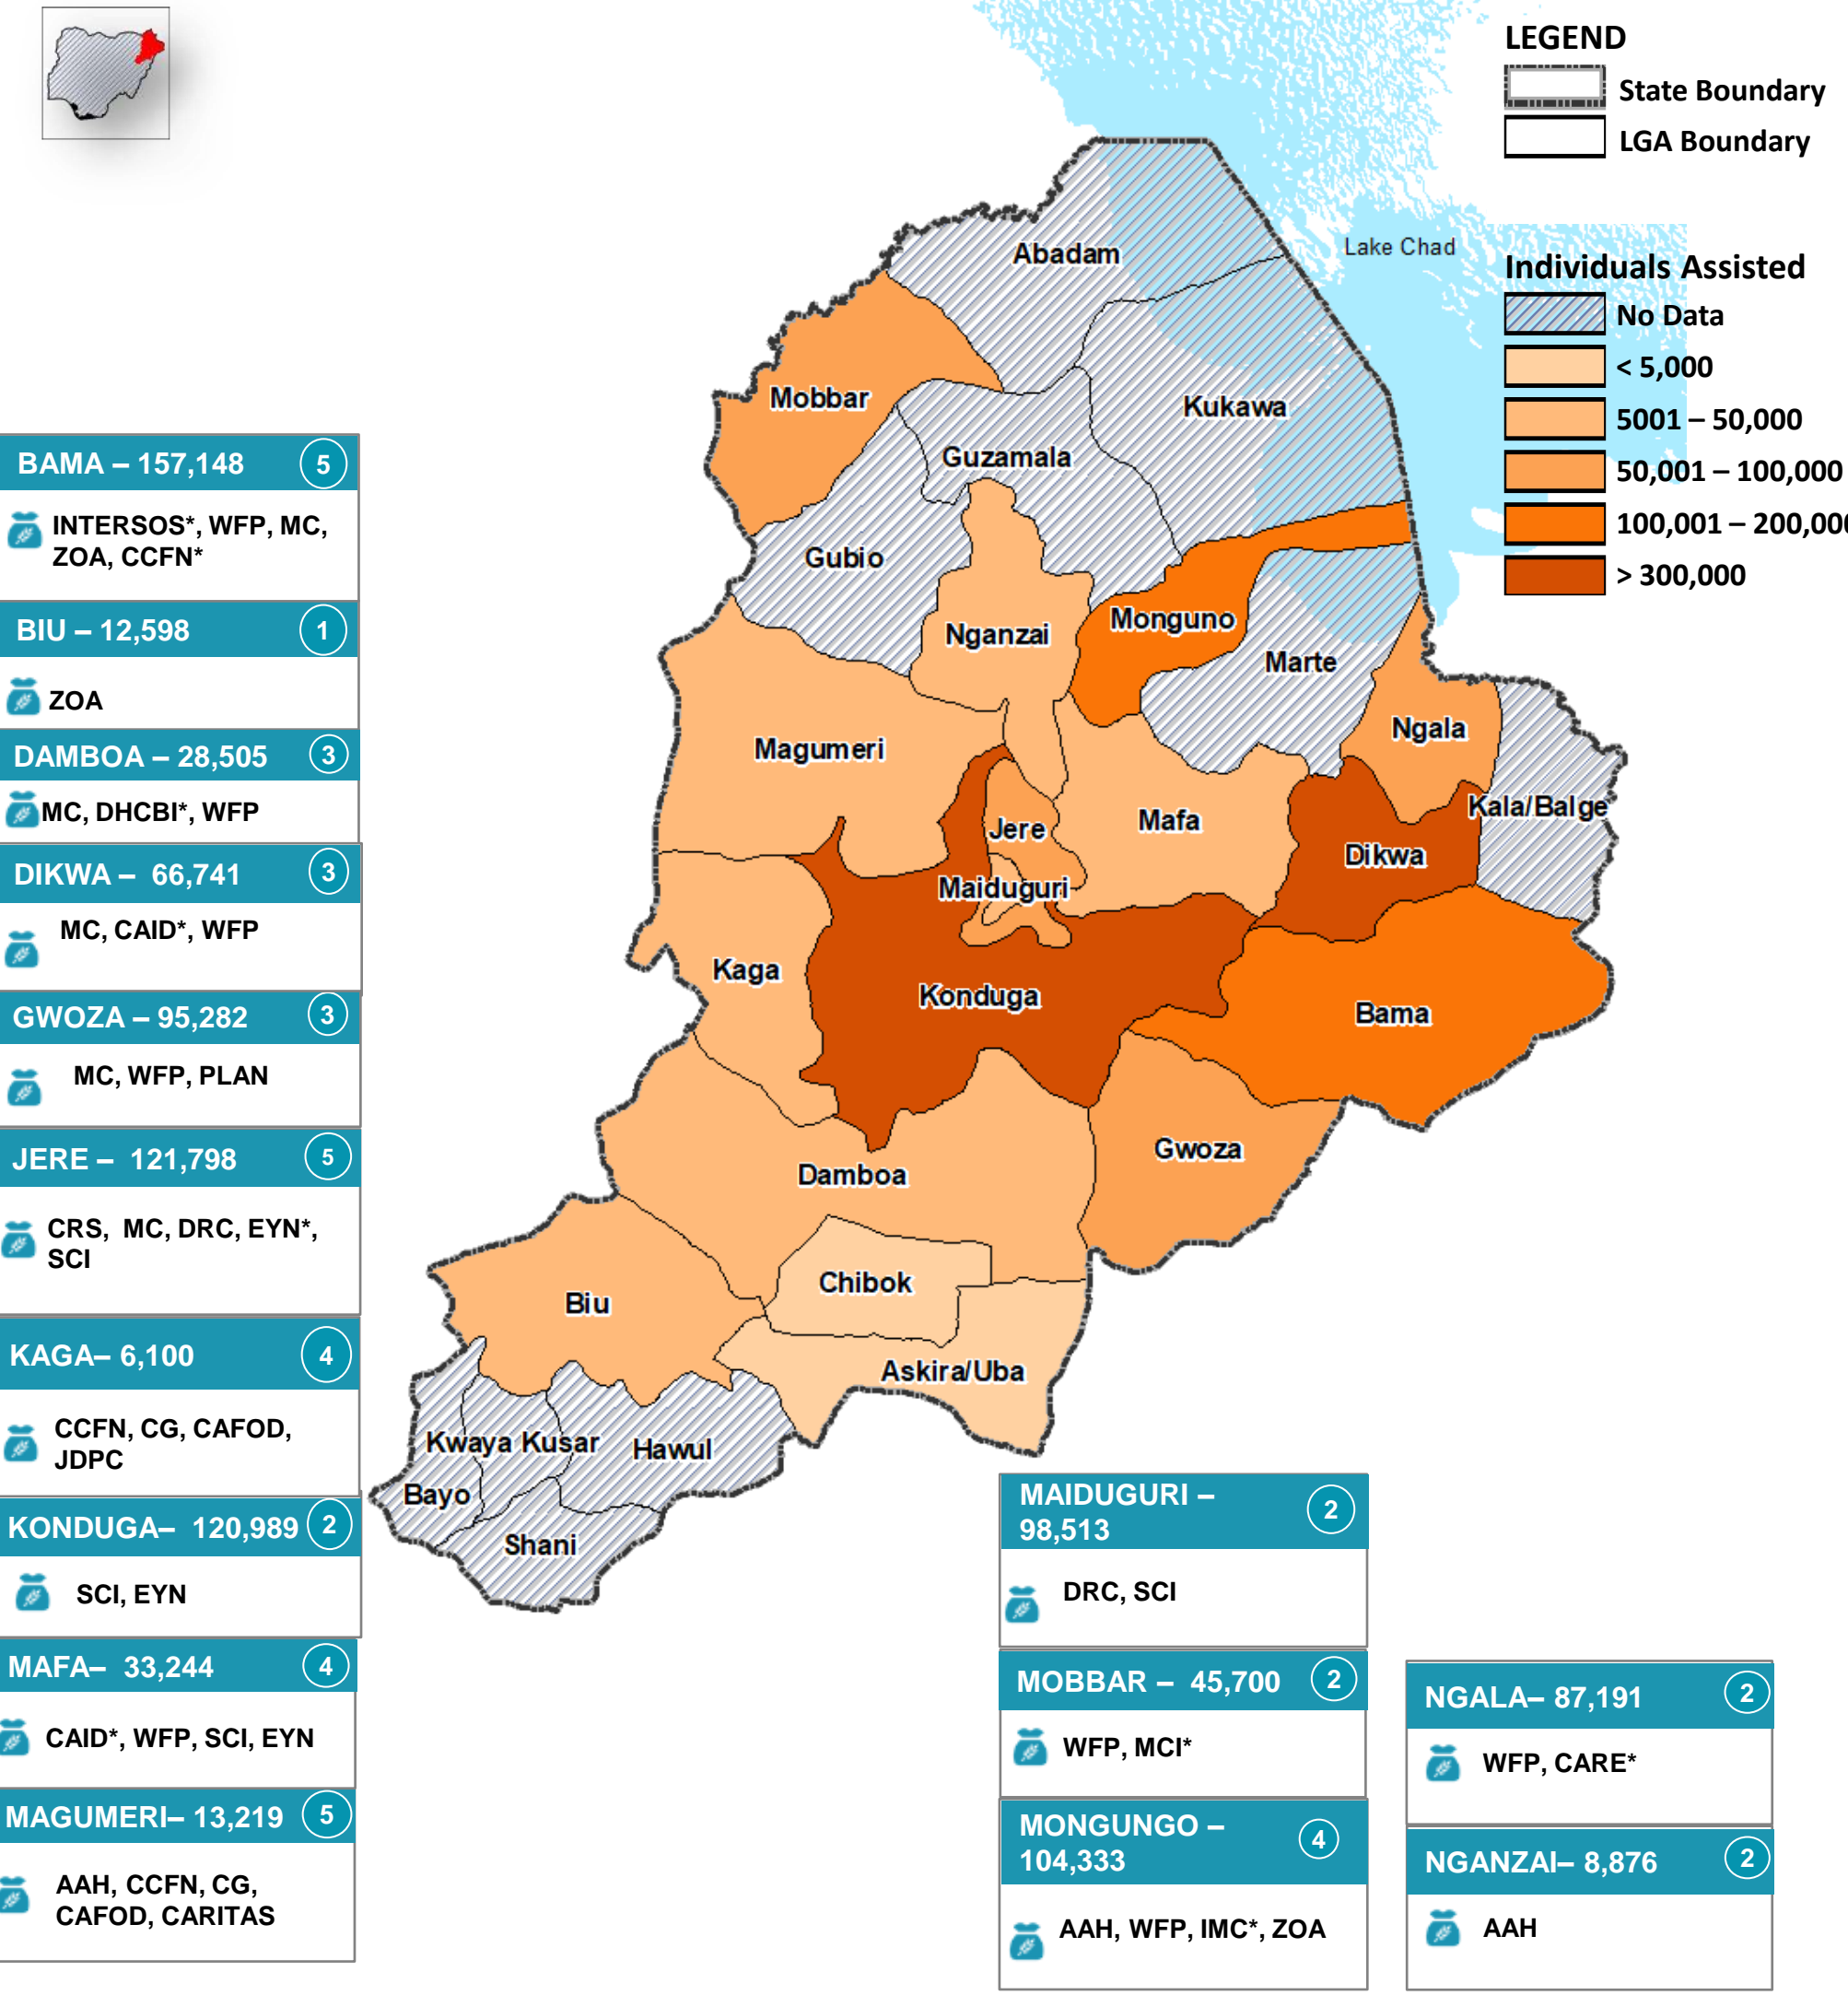 LEGEND
State Boundary
LGA Boundary
Lake Chad
Individuals Assisted
No Data
< 5,000
5001 – 50,000
50,001 – 100,000
100,001 – 200,000
> 300,000
Abadam
Mobbar
Kukawa
Guzamala
Gubio
Monguno
Nganzai
Marte
Ngala
Magumeri
Kala/Balge
Mafa
Jere
Dikwa
Maiduguri
Kaga
Konduga
Bama
Gwoza
Damboa
Chibok
Biu
Askira/Uba
Kwaya Kusar
Hawul
Bayo
Shani
BAMA – 157,148 5
INTERSOS*, WFP, MC,
ZOA, CCFN*
BIU – 12,598 1
ZOA
DAMBOA – 28,505 3
MC, DHCBI*, WFP
DIKWA – 66,741 3
MC, CAID*, WFP
GWOZA – 95,282 3
MC, WFP, PLAN
JERE – 121,798 5
CRS, MC, DRC, EYN*,
SCI
KAGA– 6,100 4
CCFN, CG, CAFOD,
JDPC
KONDUGA– 120,989 2
SCI, EYN
MAFA– 33,244 4
CAID*, WFP, SCI, EYN
MAGUMERI– 13,219 5
AAH, CCFN, CG,
CAFOD, CARITAS
MAIDUGURI –
98,513 2
DRC, SCI
MOBBAR – 45,700 2
WFP, MCI*
MONGUNGO –
104,333 4
AAH, WFP, IMC*, ZOA
NGALA– 87,191 2
WFP, CARE*
NGANZAI– 8,876 2
AAH